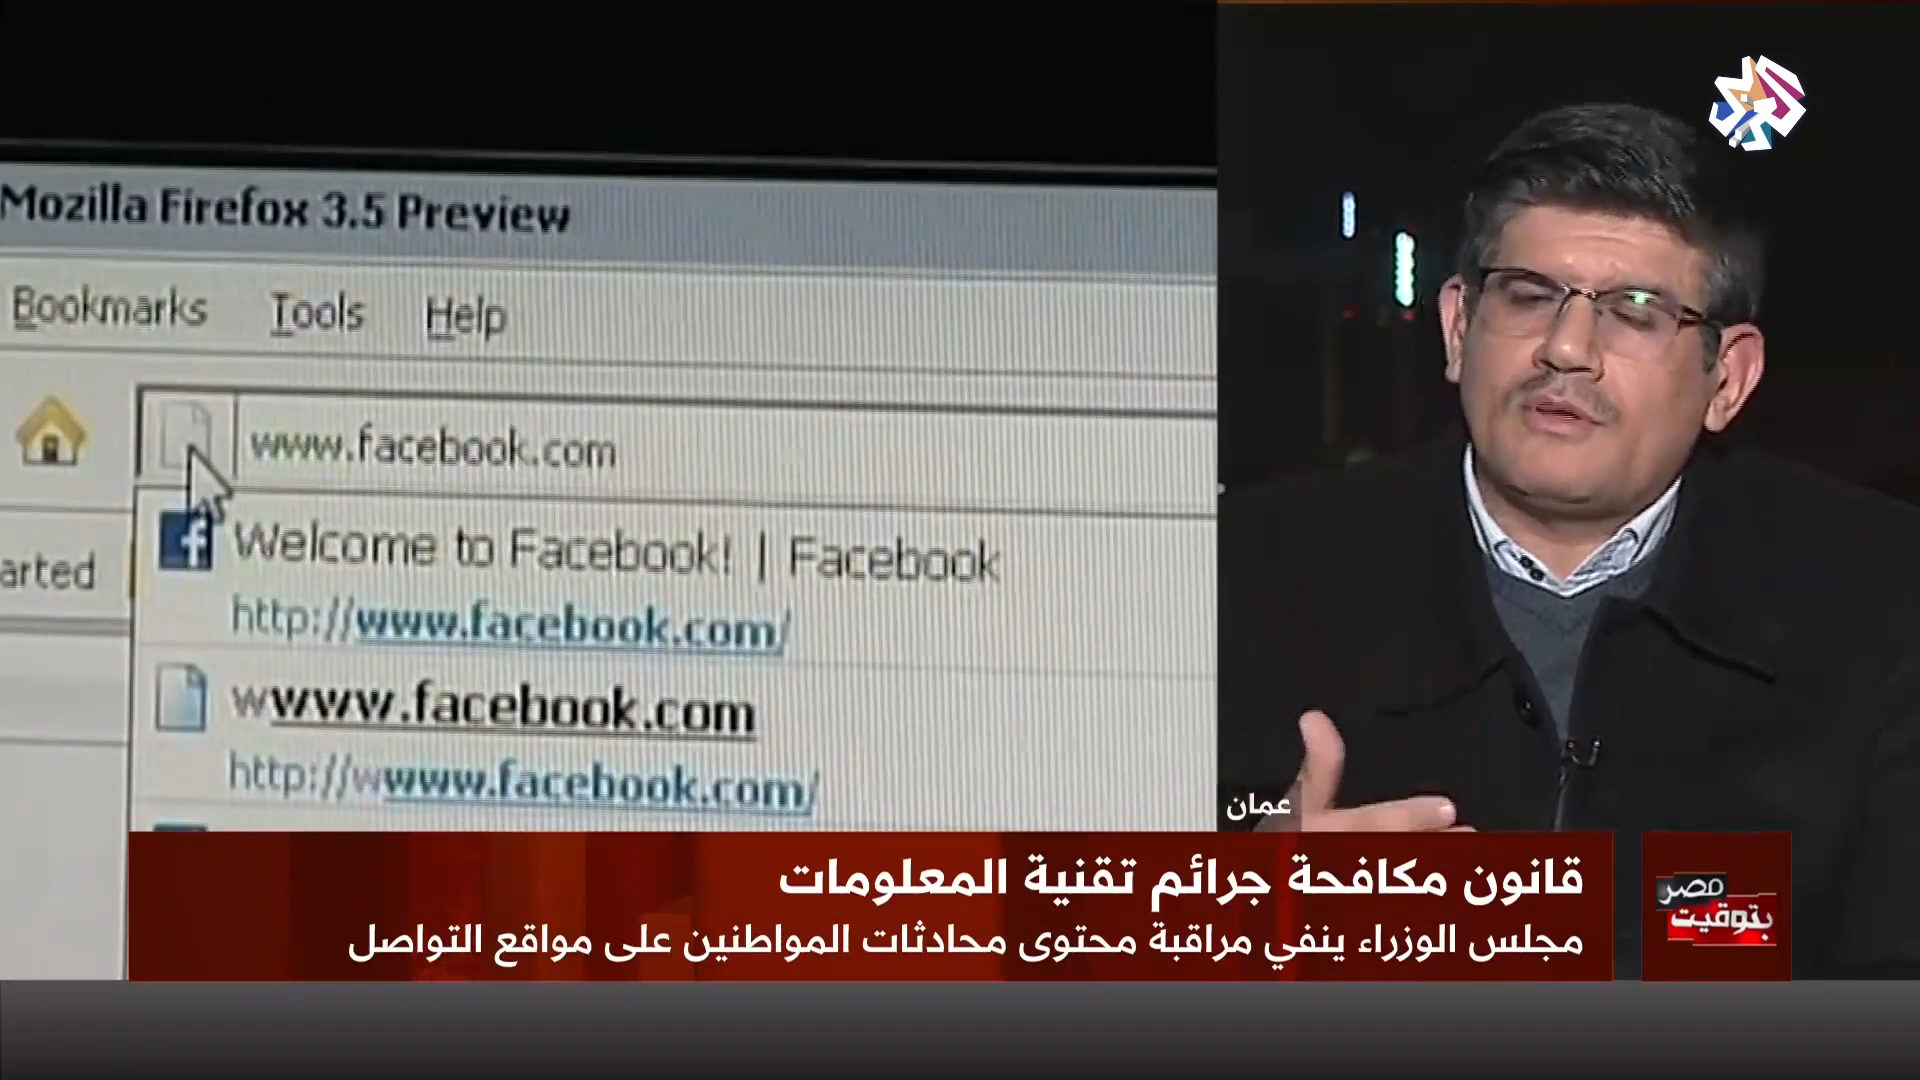 Mozilla Firefox 3.5 Preview
Bookmarks Tools Help
www.facebook.com
arted
Welcome to Facebook! | Facebook
http://www.facebook.com/
wwww.facebook.com
http://wwww.facebook.com/
عمان
قانون مكافحة جرائم تقنية المعلومات
مجلس الوزراء ينفي مراقبة محتوى محادثات المواطنين على مواقع التواصل
بتوقيت
مصر